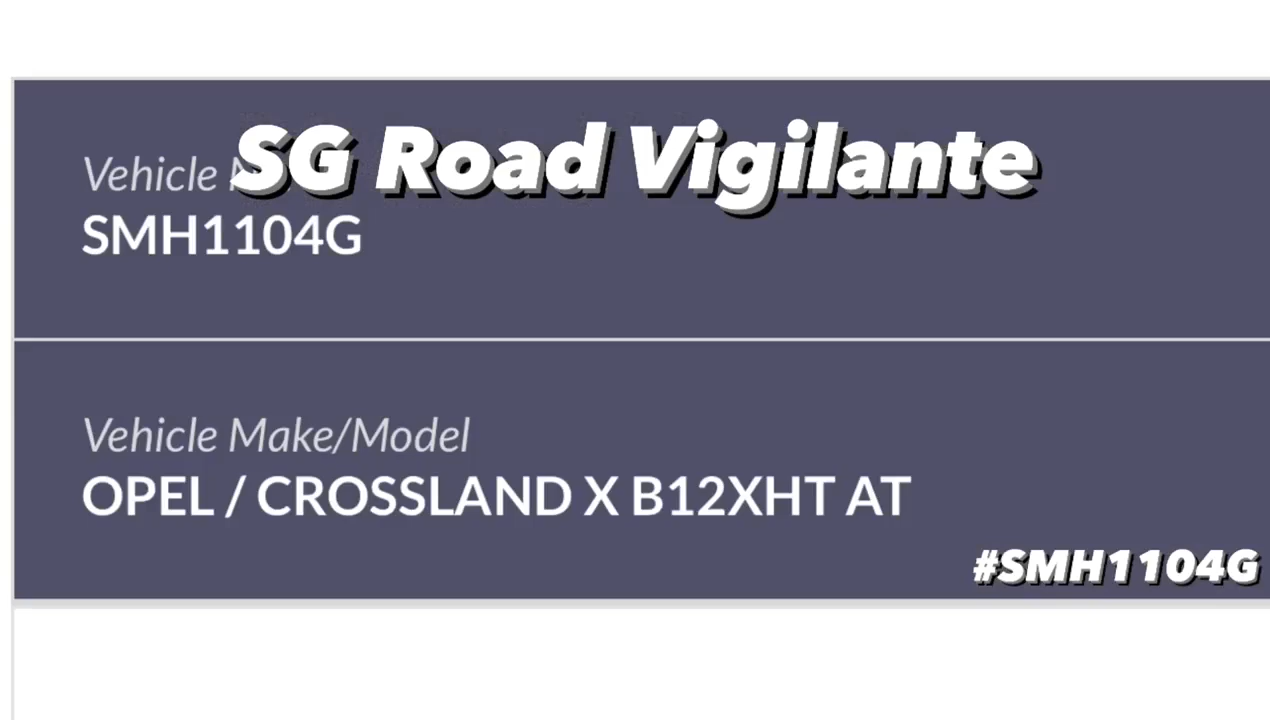 SG Road Vigilante
Vehicle
SMH1104G
Vehicle Make/Model
OPEL / CROSSLAND X B12XHT AT
#SMH1104G